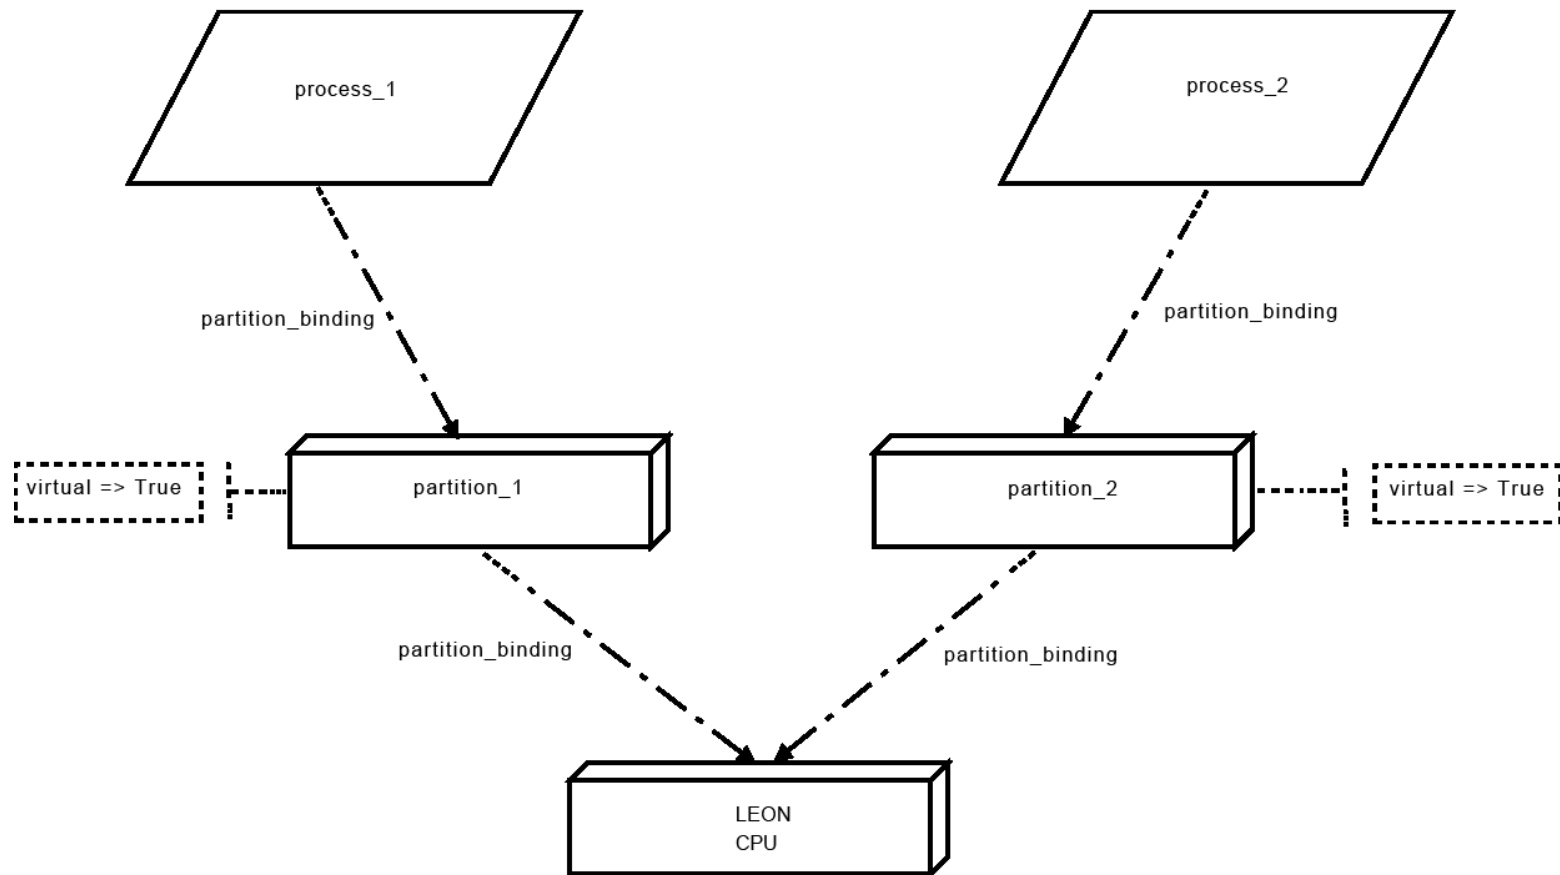 process_1
process_2
partition_binding
partition_binding
virtual => True
partition_1
partition_2
virtual => True
partition_binding
partition_binding
LEON
CPU